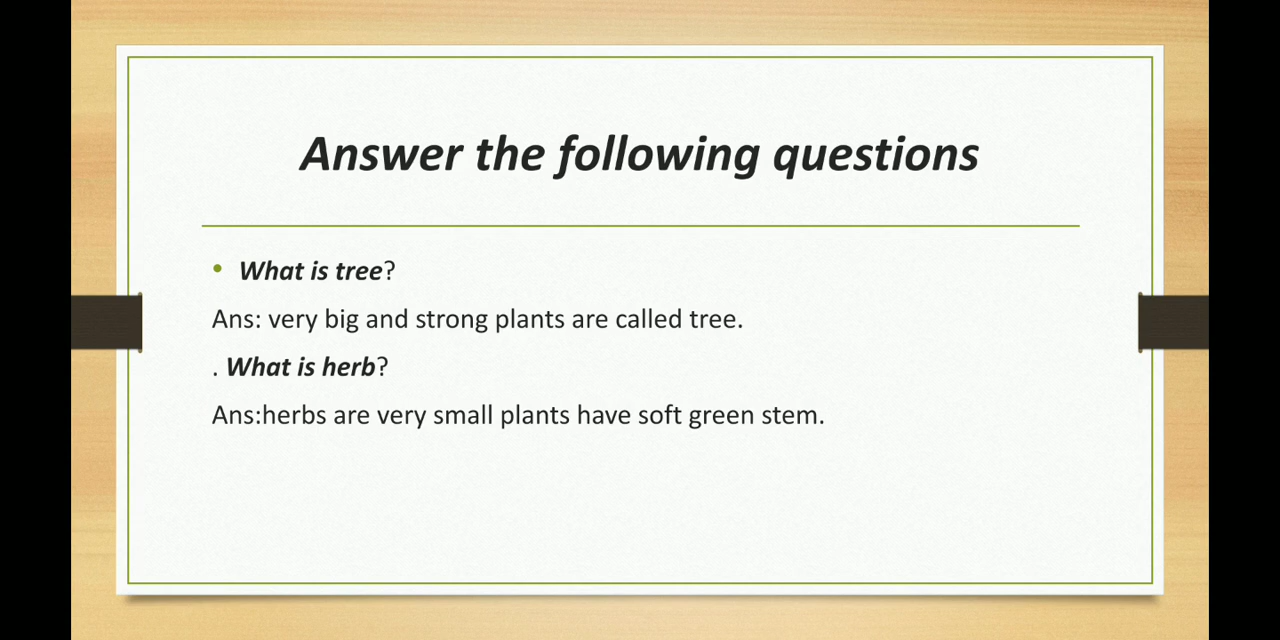 Answer the following questions
• What is tree?
Ans: very big and strong plants are called tree.
. What is herb?
Ans:herbs are very small plants have soft green stem.